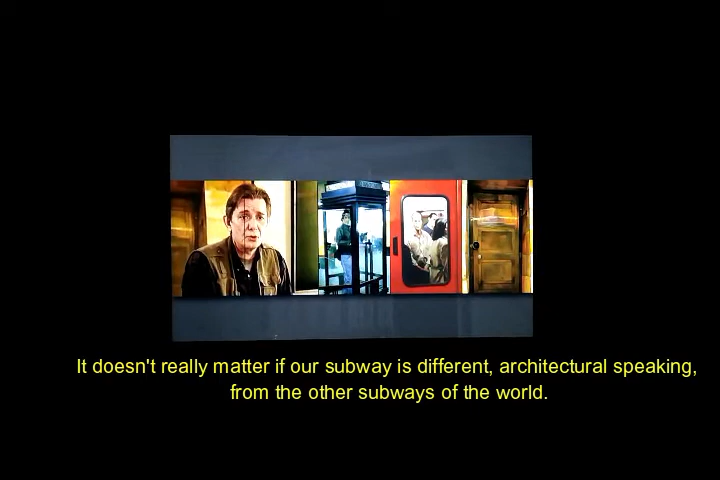 It doesn't really matter if our subway is different, architectural speaking,
from the other subways of the world.